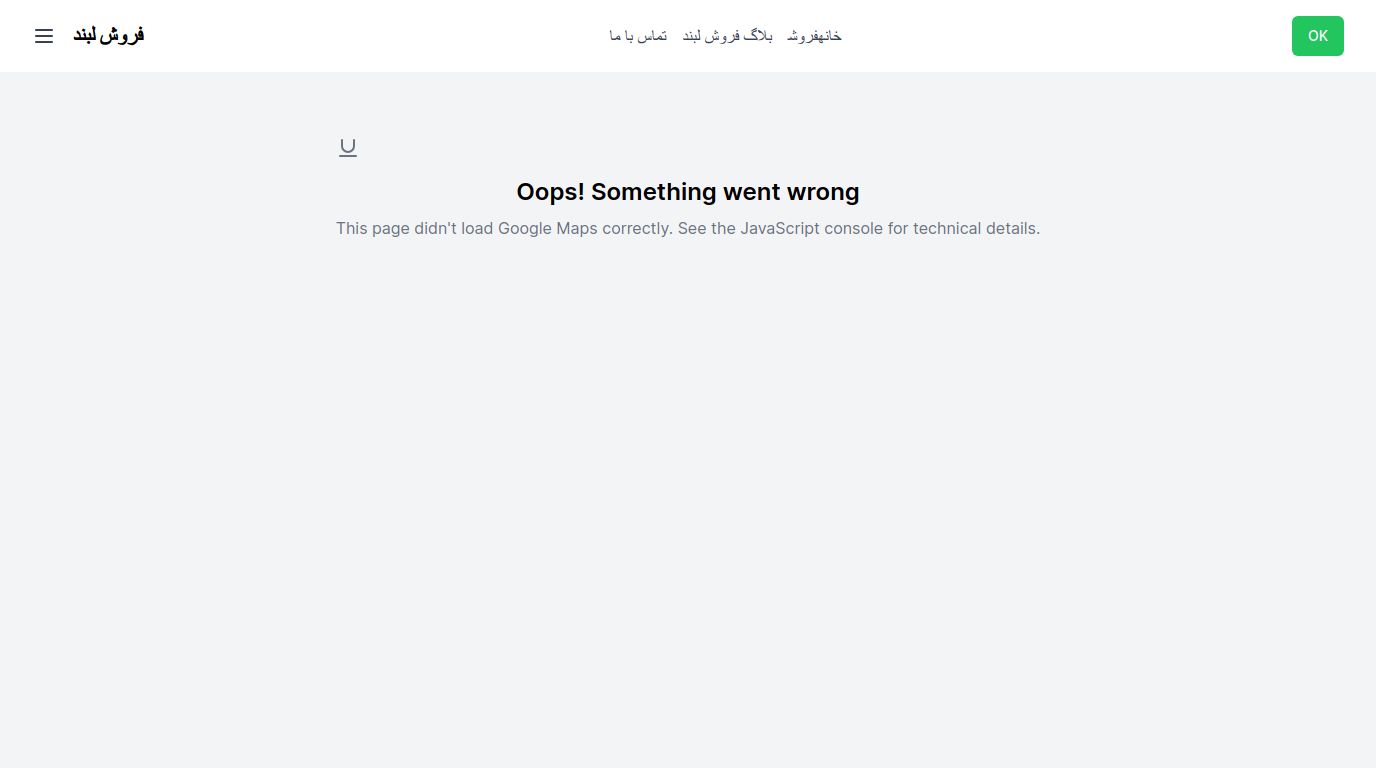 فروش لبند
خانهفروش بلاگ فروش لبند تماس با ما
OK
Oops! Something went wrong
This page didn't load Google Maps correctly. See the JavaScript console for technical details.